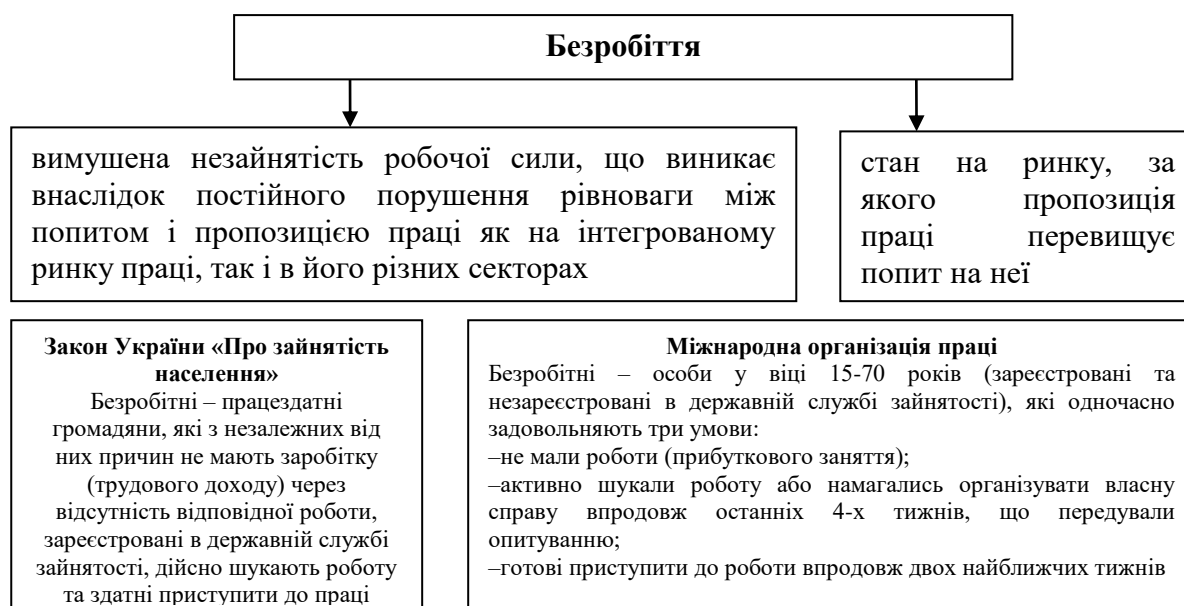 Безробіття
вимушена незайнятість робочої сили, що виникає
внаслідок постійного порушення рівноваги між
попитом і пропозицією праці як на інтегрованому
ринку праці, так і в його різних секторах
стан на ринку, за
якого пропозиція
праці перевищує
попит на неї
Закон України «Про зайнятість
населення»
Безробітні – працездатні
громадяни, які з незалежних від
них причин не мають заробітку
(трудового доходу) через
відсутність відповідної роботи,
зареєстровані в державній службі
зайнятості, дійсно шукають роботу
та здатні приступити до праці
Міжнародна організація праці
Безробітні – особи у віці 15-70 років (зареєстровані та
незареєстровані в державній службі зайнятості), які одночасно
задовольняють три умови:
–не мали роботи (прибуткового заняття);
–активно шукали роботу або намагались організувати власну
справу впродовж останніх 4-х тижнів, що передували
опитуванню;
–готові приступити до роботи впродовж двох найближчих тижнів